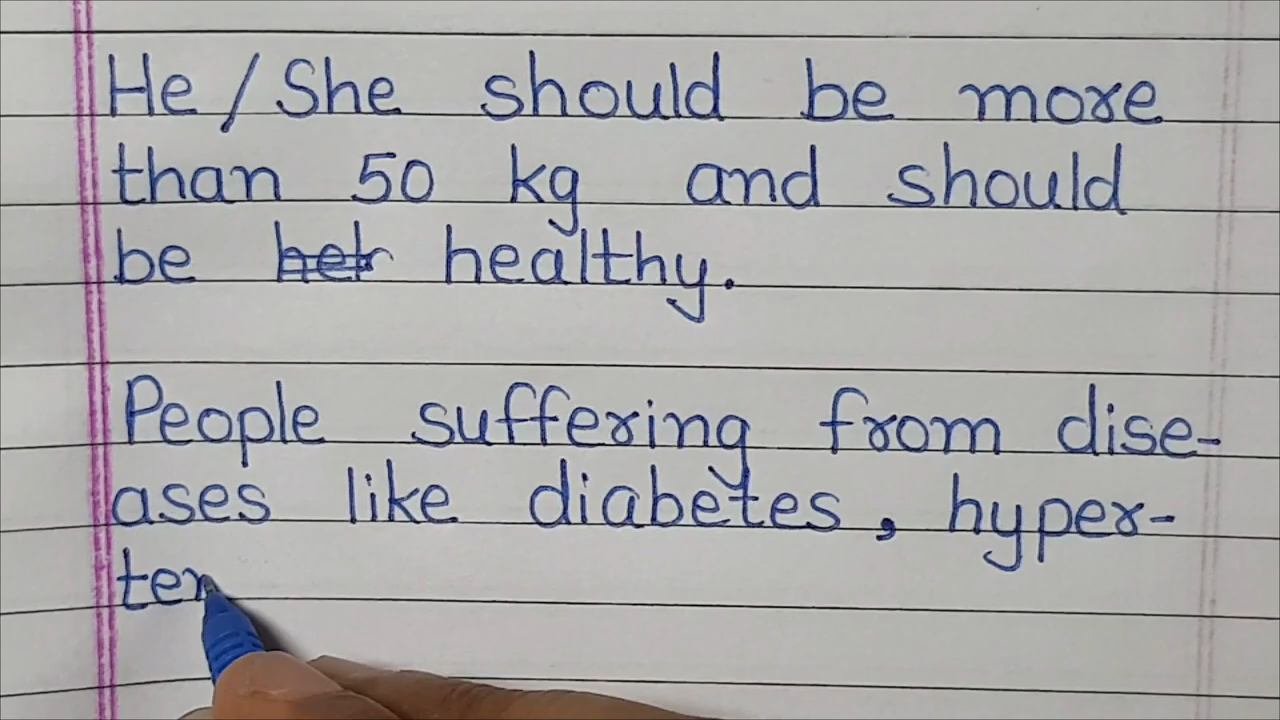 He/She should be more
than 50 kg and should
be healthy.
People suffering from dise-
ases like diabetes, hyper-
ten